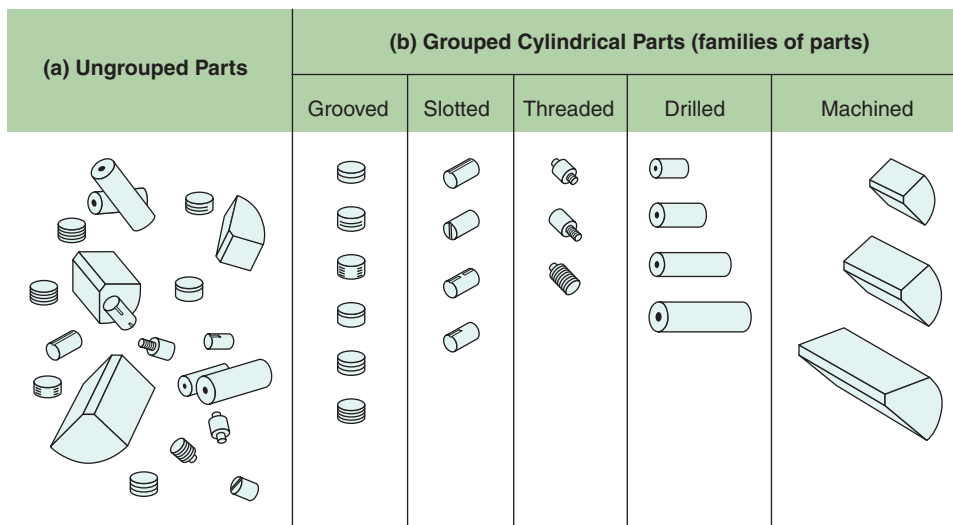 (a) Ungrouped Parts
(b) Grouped Cylindrical Parts (families of parts)
Grooved
Slotted
Threaded
Drilled
Machined